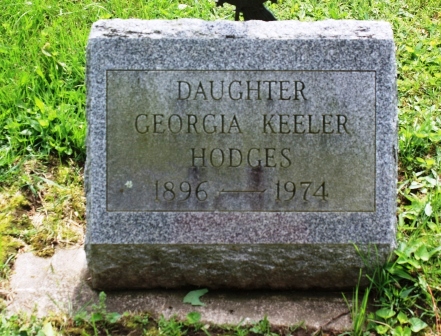 DAUGHTER
GEORGIA KEELER
HODGES
1896 — 1974